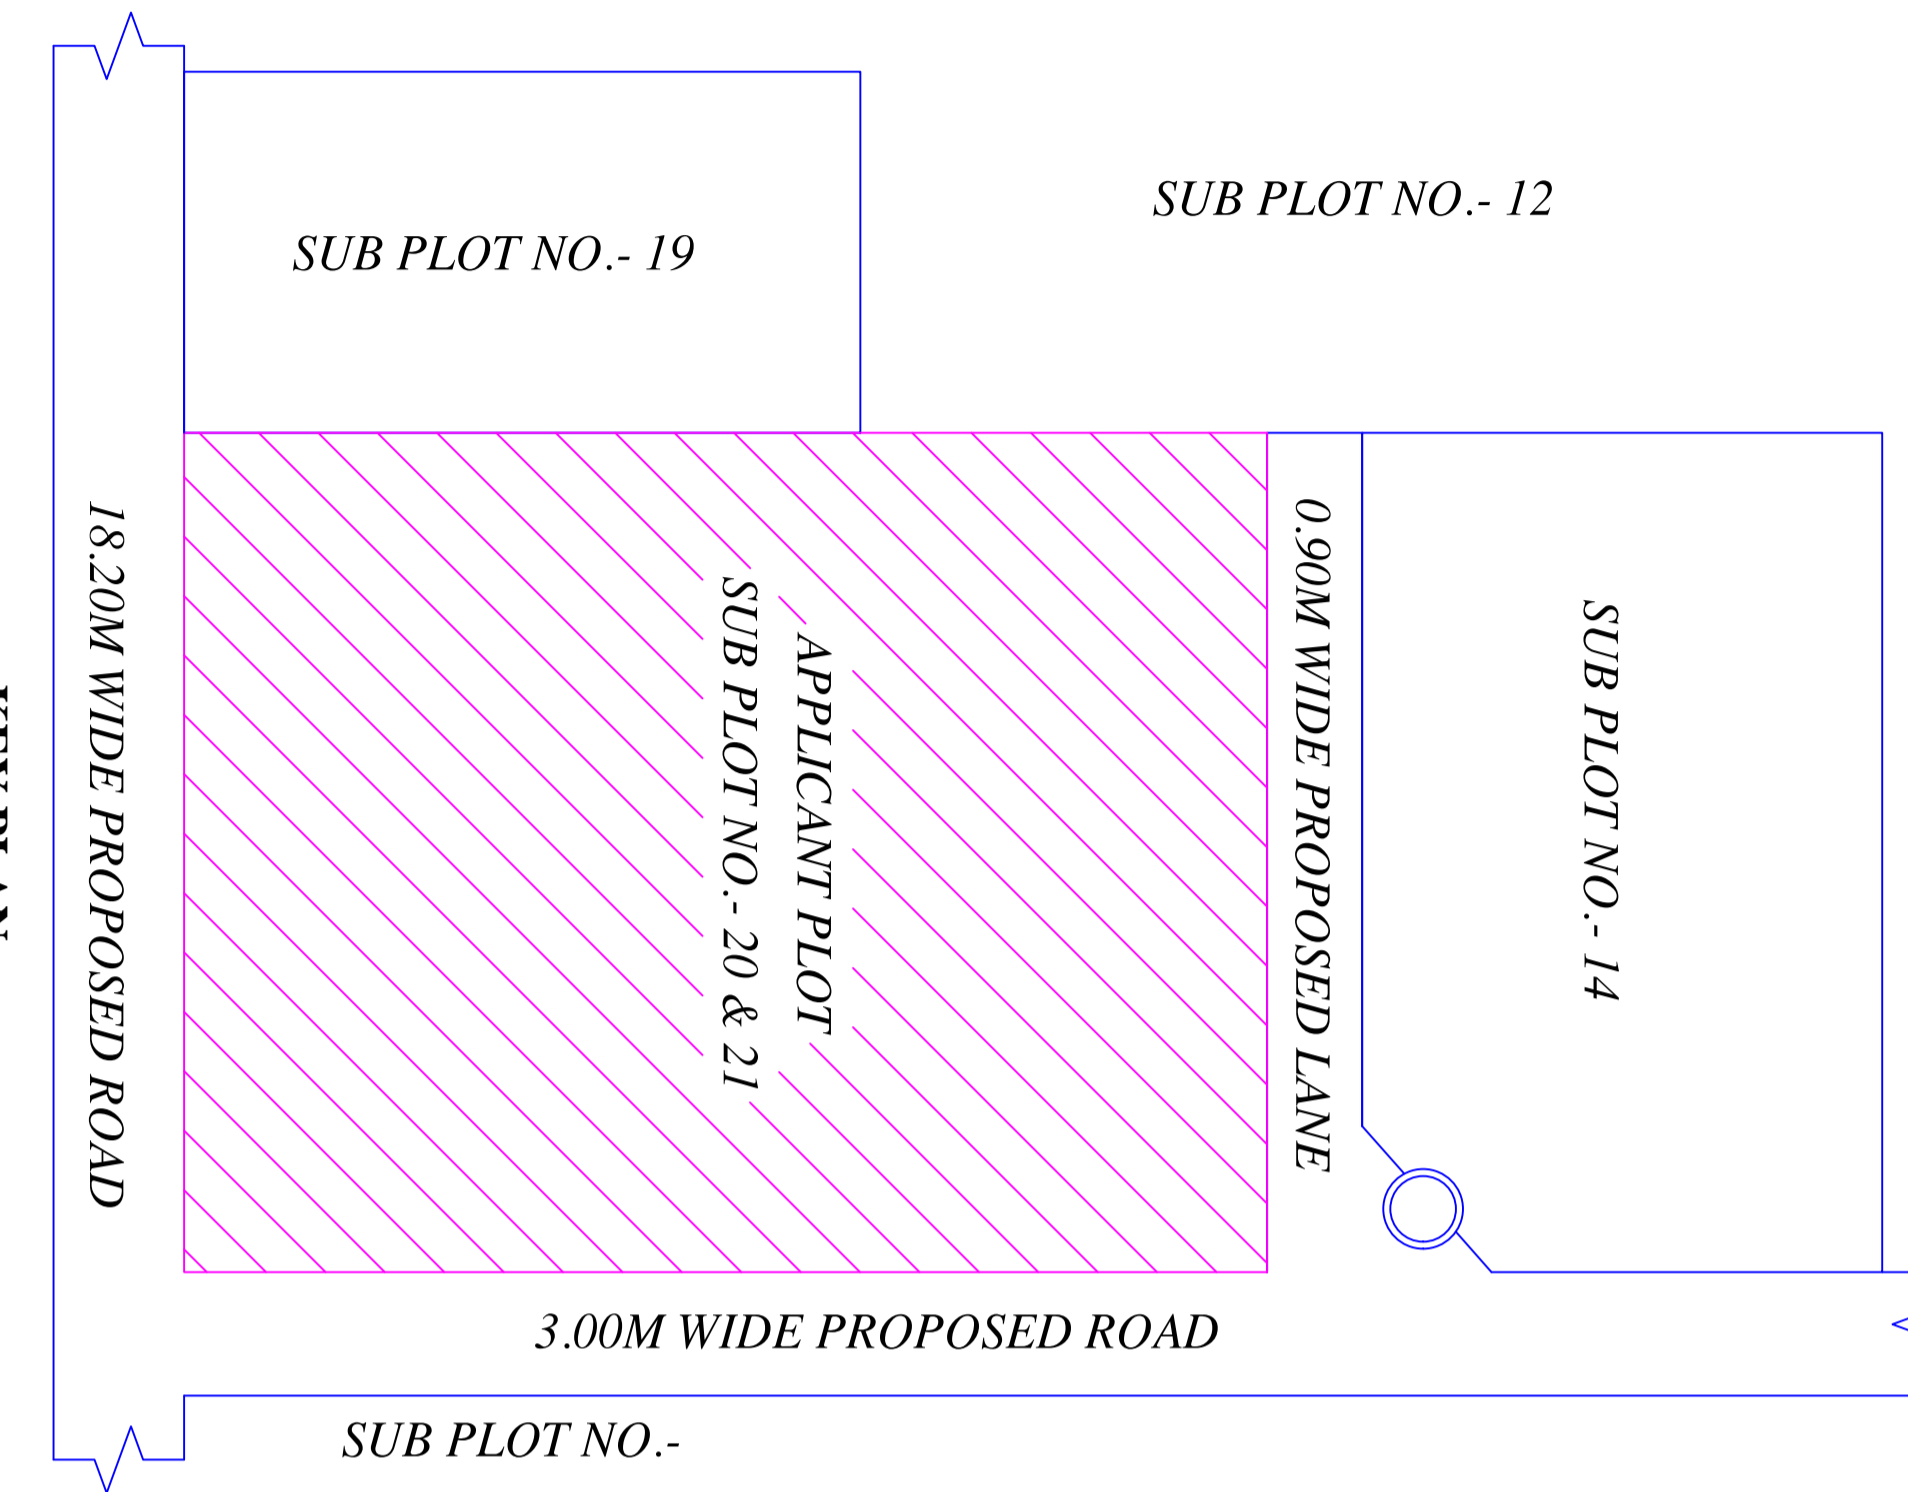 SUB PLOT NO.- 12
SUB PLOT NO.- 19
18.20M WIDE PROPOSED ROAD
APPLICANT PLOT
SUB PLOT NO.- 20 & 21
0.90M WIDE PROPOSED LANE
SUB PLOT NO.- 14
3.00M WIDE PROPOSED ROAD
SUB PLOT NO.-